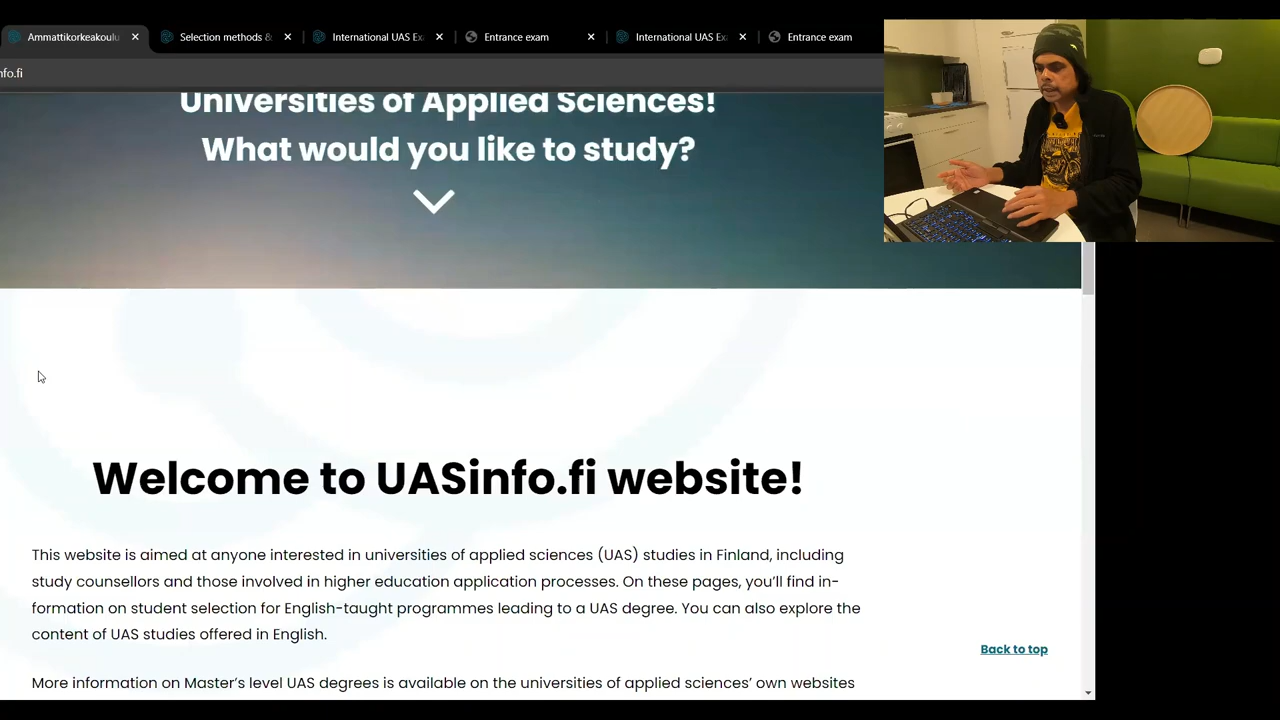 Ammattikorkeakoulu
Selection methods &
International UAS Exa
Entrance exam
International UAS Exa
Entrance exam
nfo.fi
Universities of Applied Sciences!
What would you like to study?
Welcome to UASinfo.fi website!
This website is aimed at anyone interested in universities of applied sciences (UAS) studies in Finland, including
study counsellors and those involved in higher education application processes. On these pages, you'll find in-
formation on student selection for English-taught programmes leading to a UAS degree. You can also explore the
content of UAS studies offered in English.
Back to top
More information on Master's level UAS degrees is available on the universities of applied sciences' own websites